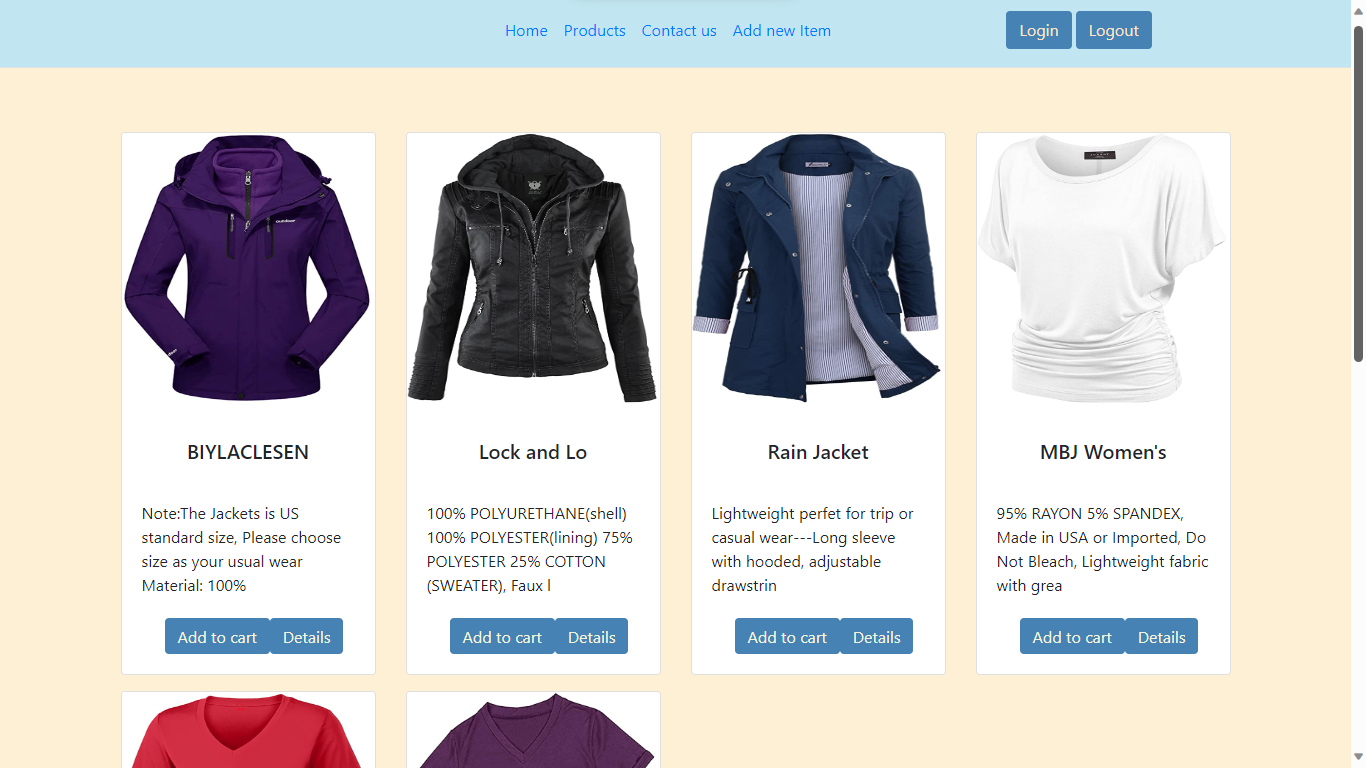 Home Products Contact us Add new Item Login Logout
outdoor
BIYLACLESEN
Note:The Jackets is US
standard size, Please choose
size as your usual wear
Material: 100%
Add to cart Details
Lock and Lo
100% POLYURETHANE(shell)
100% POLYESTER(lining) 75%
POLYESTER 25% COTTON
(SWEATER), Faux l
Add to cart Details
Rain Jacket
Lightweight perfet for trip or
casual wear---Long sleeve
with hooded, adjustable
drawstrin
Add to cart Details
MBJ Women's
95% RAYON 5% SPANDEX,
Made in USA or Imported, Do
Not Bleach, Lightweight fabric
with grea
Add to cart Details